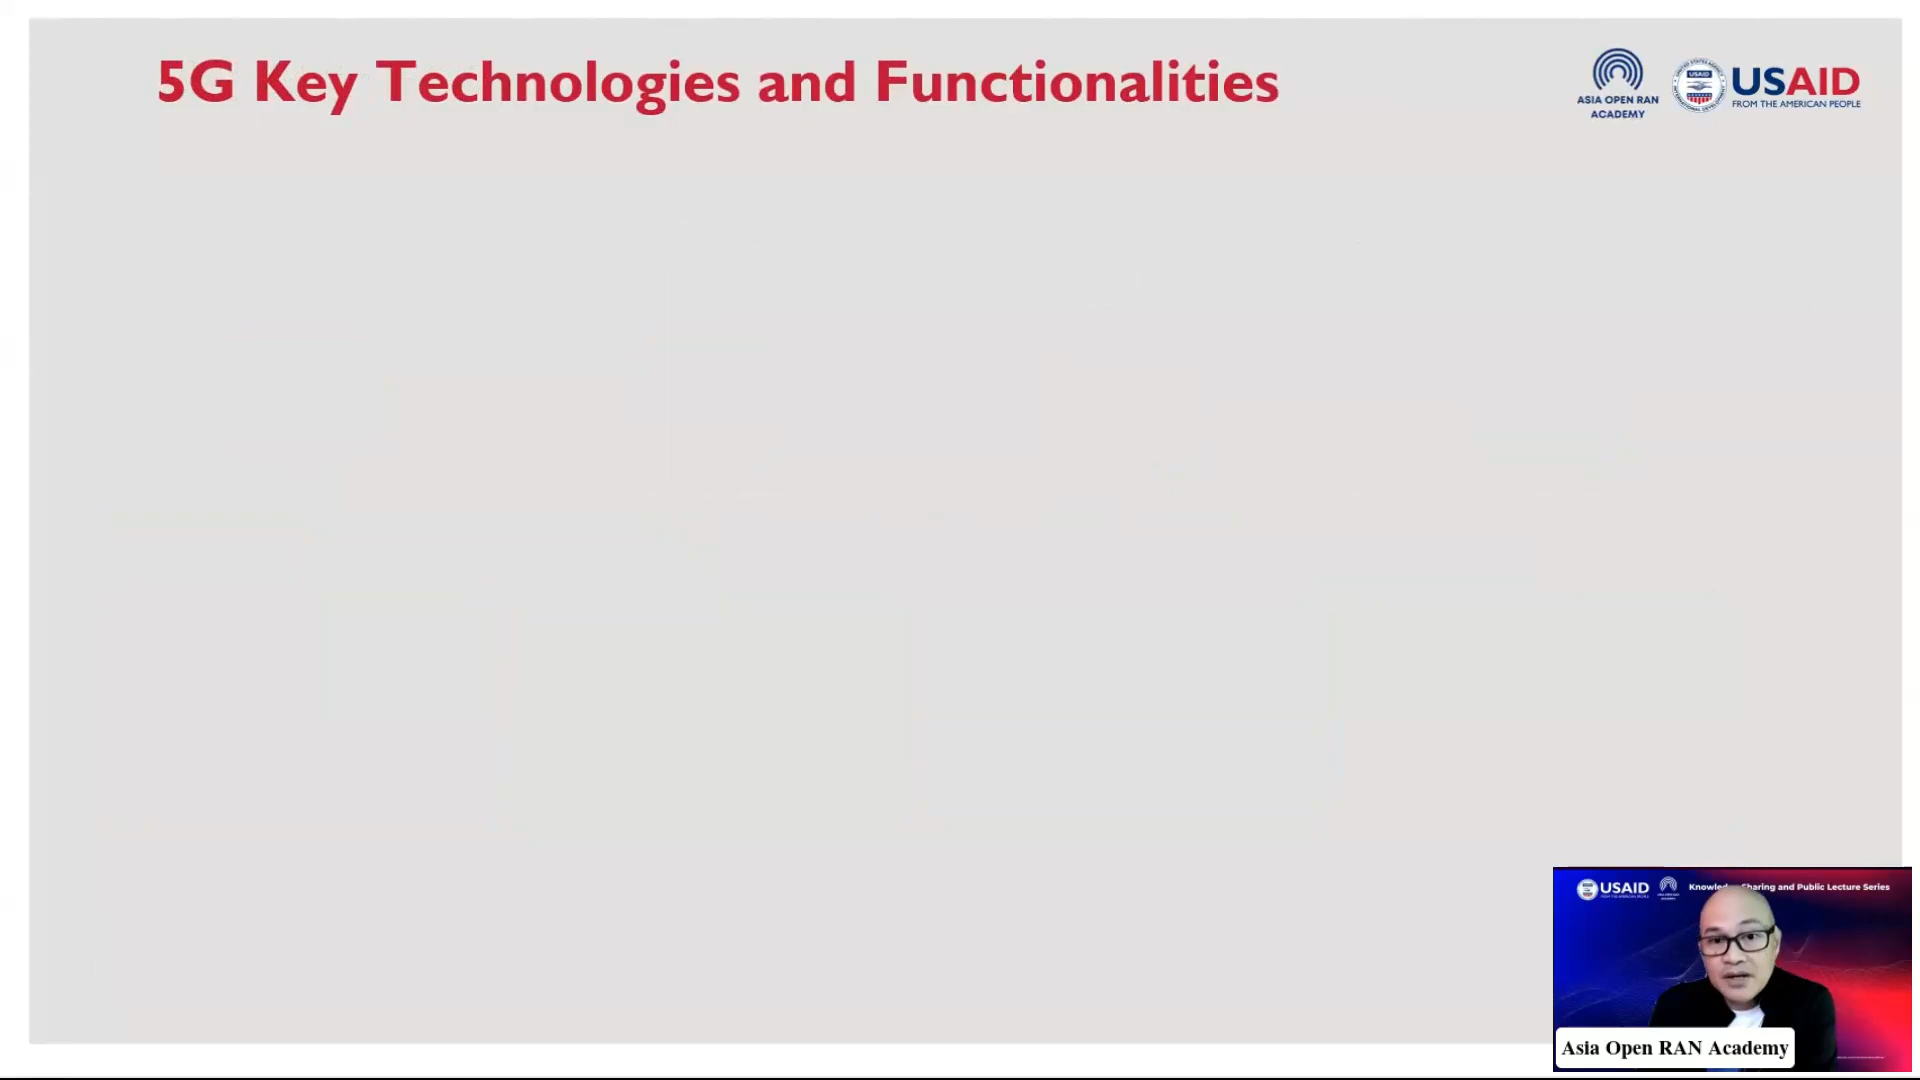 5G Key Technologies and Functionalities
ASIA OPEN RAN
ACADEMY
USAID
USAID
FROM THE AMERICAN PEOPLE
USAID
Sharing and Public Lecture Series
Asia Open RAN Academy